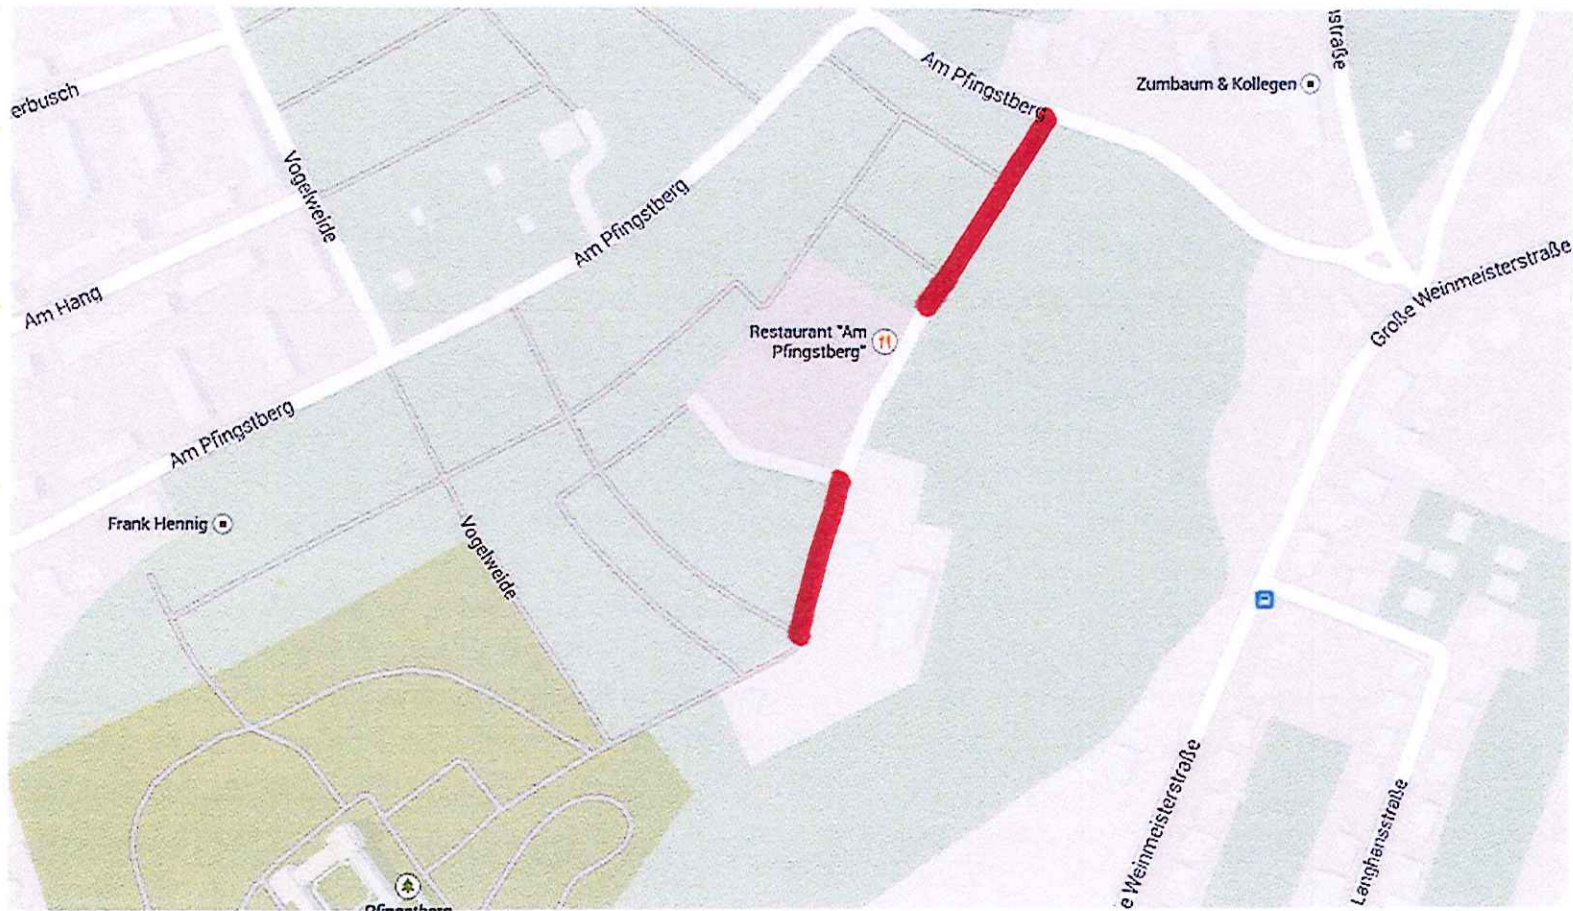 straße
Am Pfingstberg
Zumbaum & Kollegen
erbusch
Vogelweide
Am Pfingstberg
Große Weinmeisterstraße
Am Hang
Restaurant "Am
Pfingstberg"
Am Pfingstberg
Frank Hennig
Vogelweide
e Weinmeisterstraße
Langhansstraße
Pfingstberg